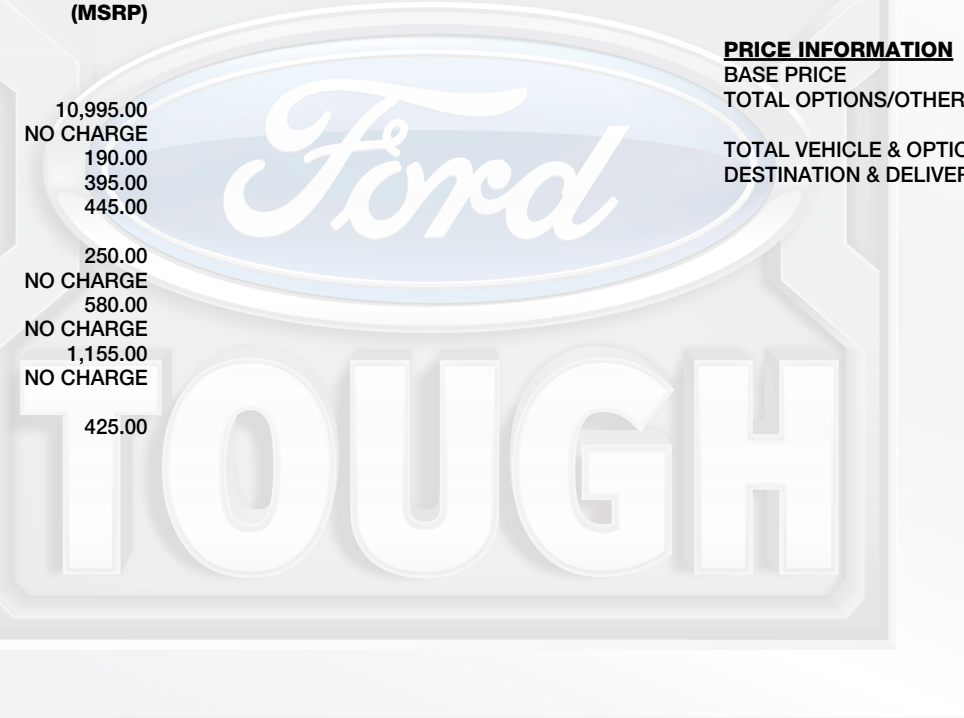 (MSRP)
10,995.00
NO CHARGE
190.00
395.00
445.00
250.00
NO CHARGE
580.00
NO CHARGE
1,155.00
NO CHARGE
425.00
PRICE INFORMATION
BASE PRICE
TOTAL OPTIONS/OTHER
TOTAL VEHICLE & OPTIO
DESTINATION & DELIVER
Ford
TOUGH